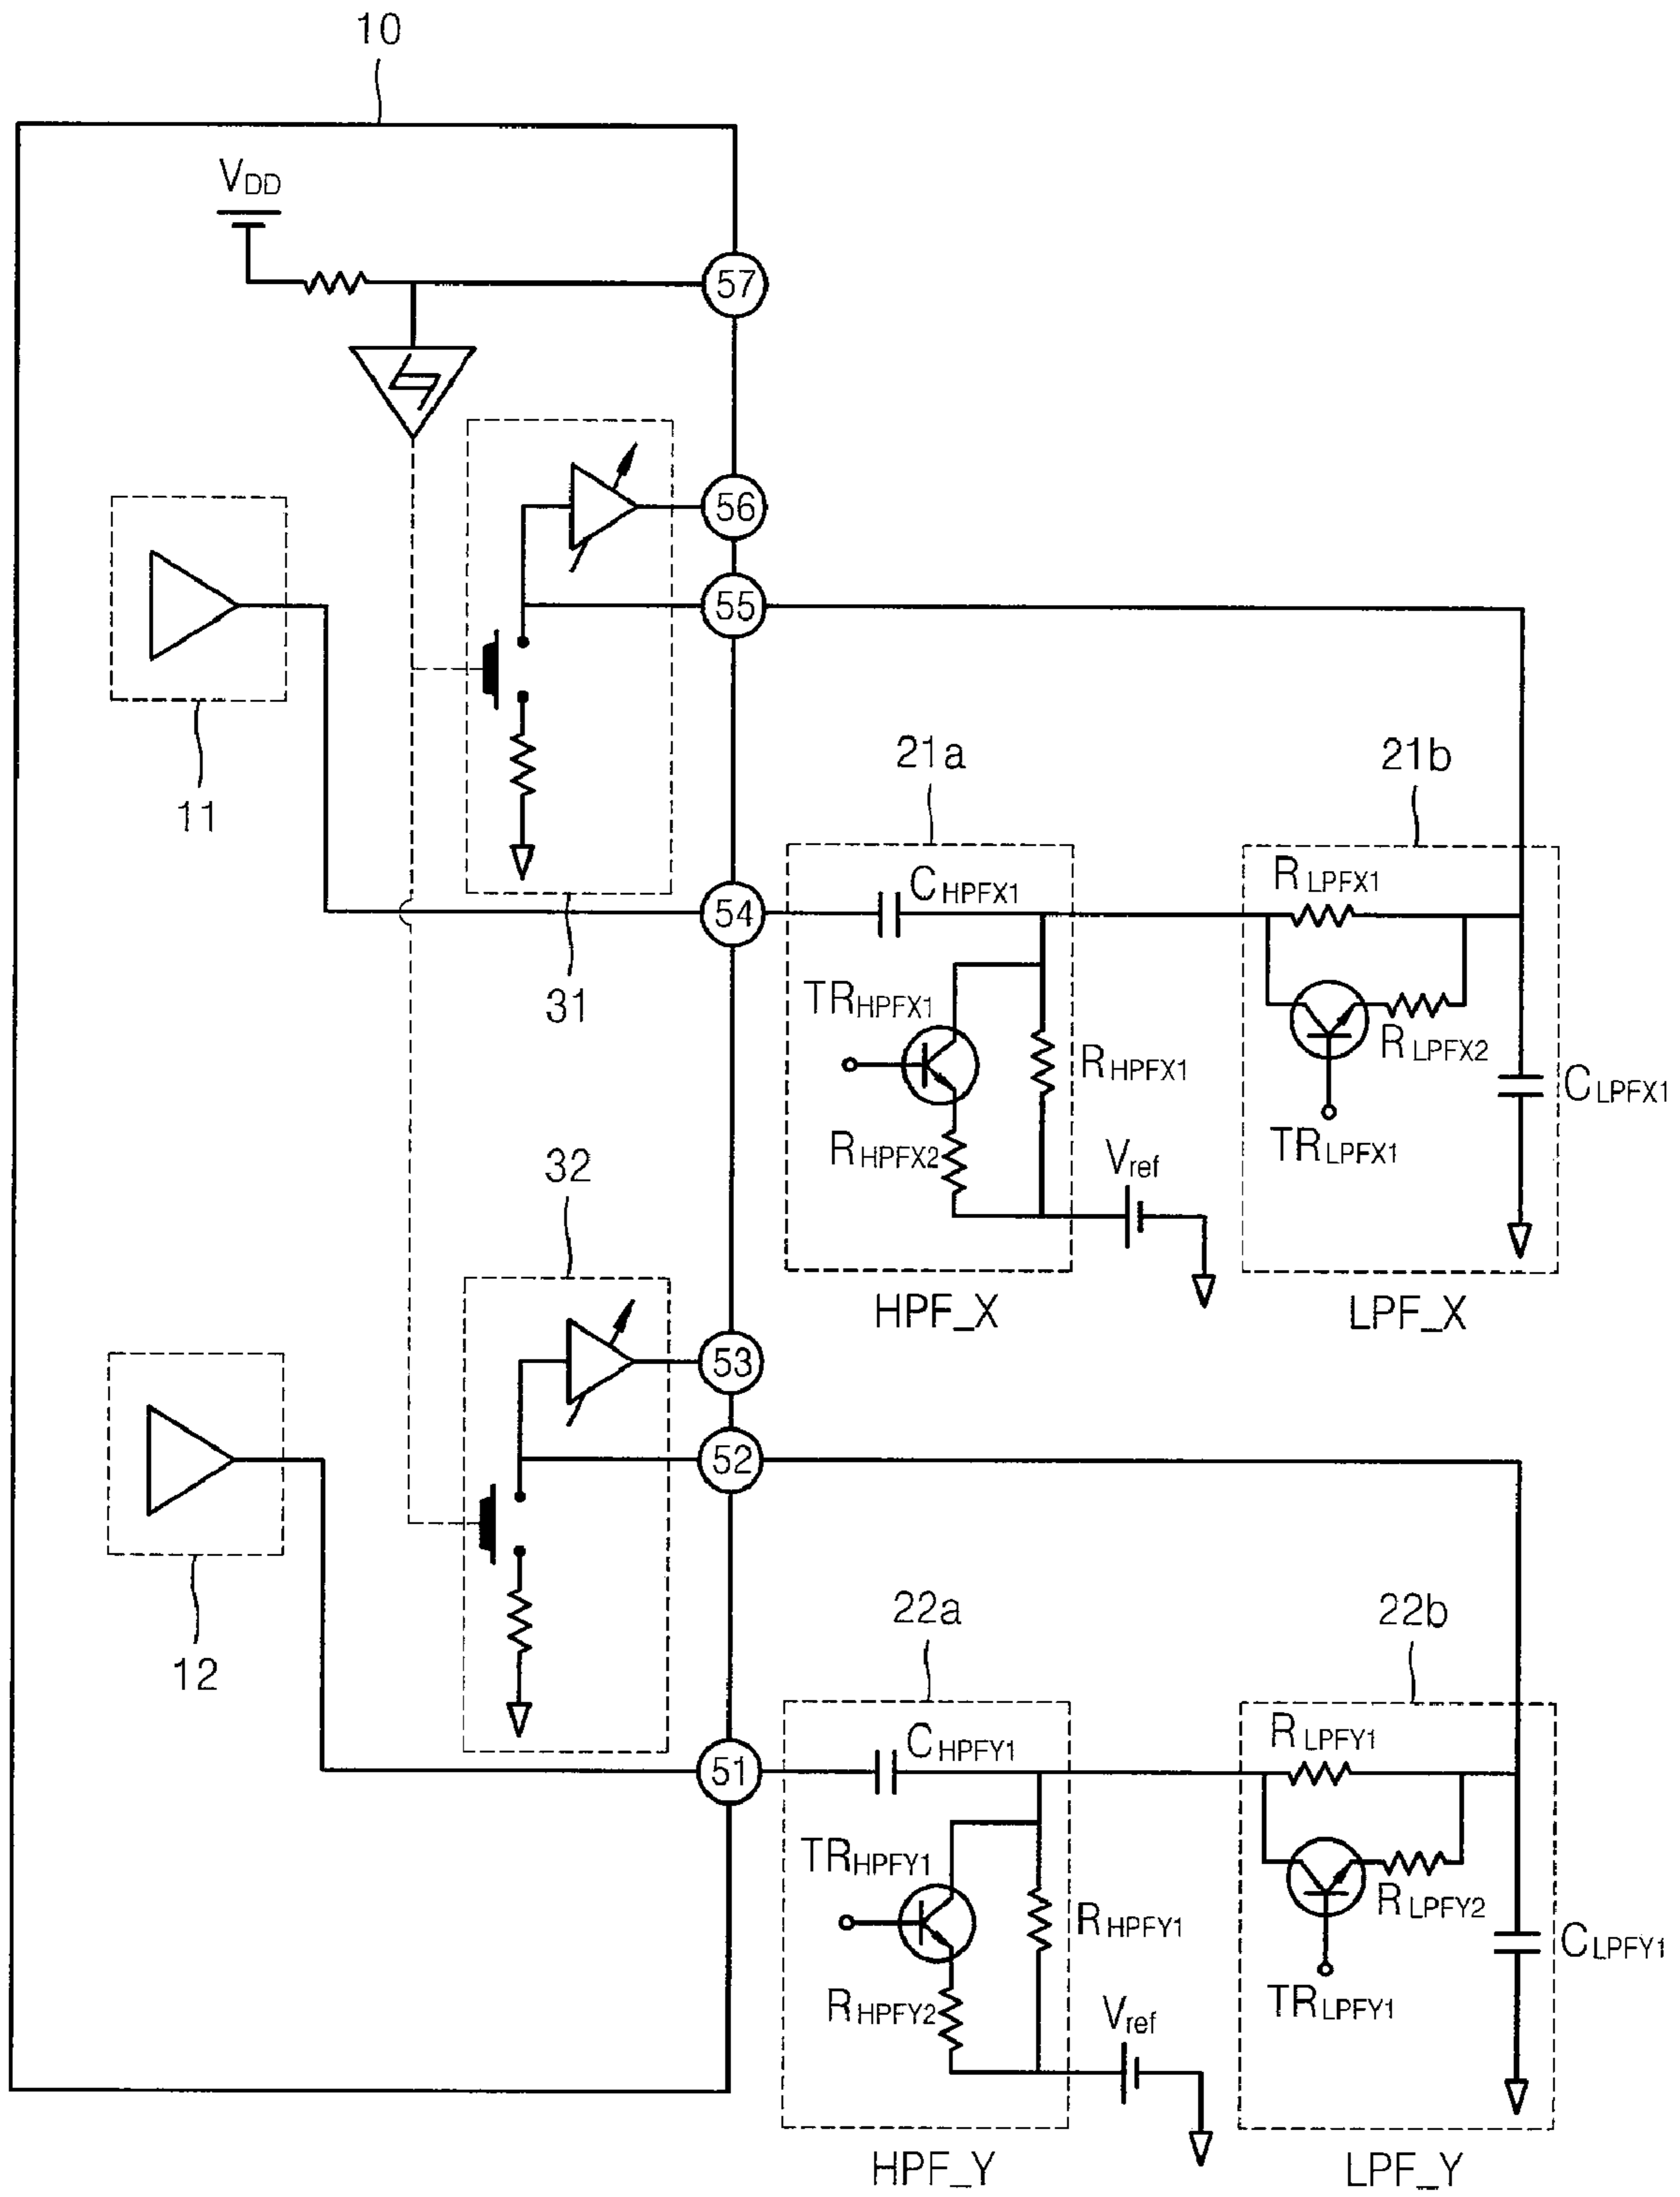 10
VDD
57
56
55
11
31
54
21a
21b
CHPFX1
RLPFX1
TRHPFX1
RHPFX1
RLPFX2
CLPFX1
RHPFX2
Vref
TRLPFX1
HPF_X
LPF_X
32
53
52
12
51
22a
22b
CHPFY1
RLPFY1
TRHPFY1
RHPFY1
RLPFY2
CLPFY1
RHPFY2
Vref
TRLPFY1
HPF_Y
LPF_Y